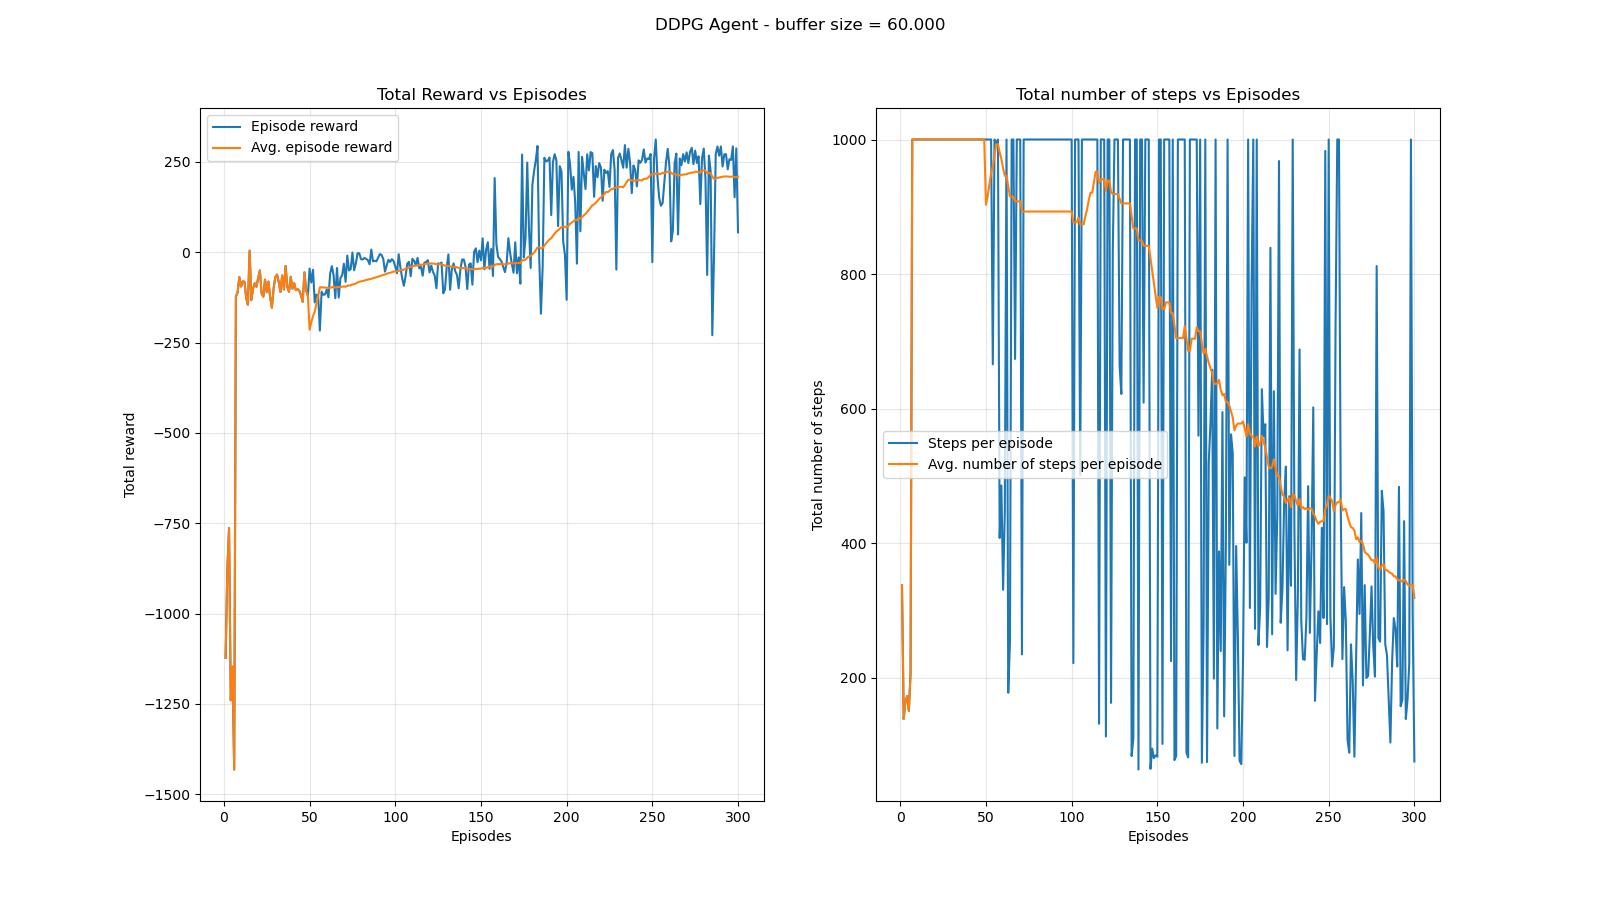 DDPG Agent - buffer size = 60.000
Total Reward vs Episodes
Episode reward
Avg. episode reward
250
0
−250
−500
−750
−1000
−1250
−1500
Total reward
0 50 100 150 200 250 300
Episodes
Total number of steps vs Episodes
1000
800
600
400
200
Total number of steps
Steps per episode
Avg. number of steps per episode
0 50 100 150 200 250 300
Episodes